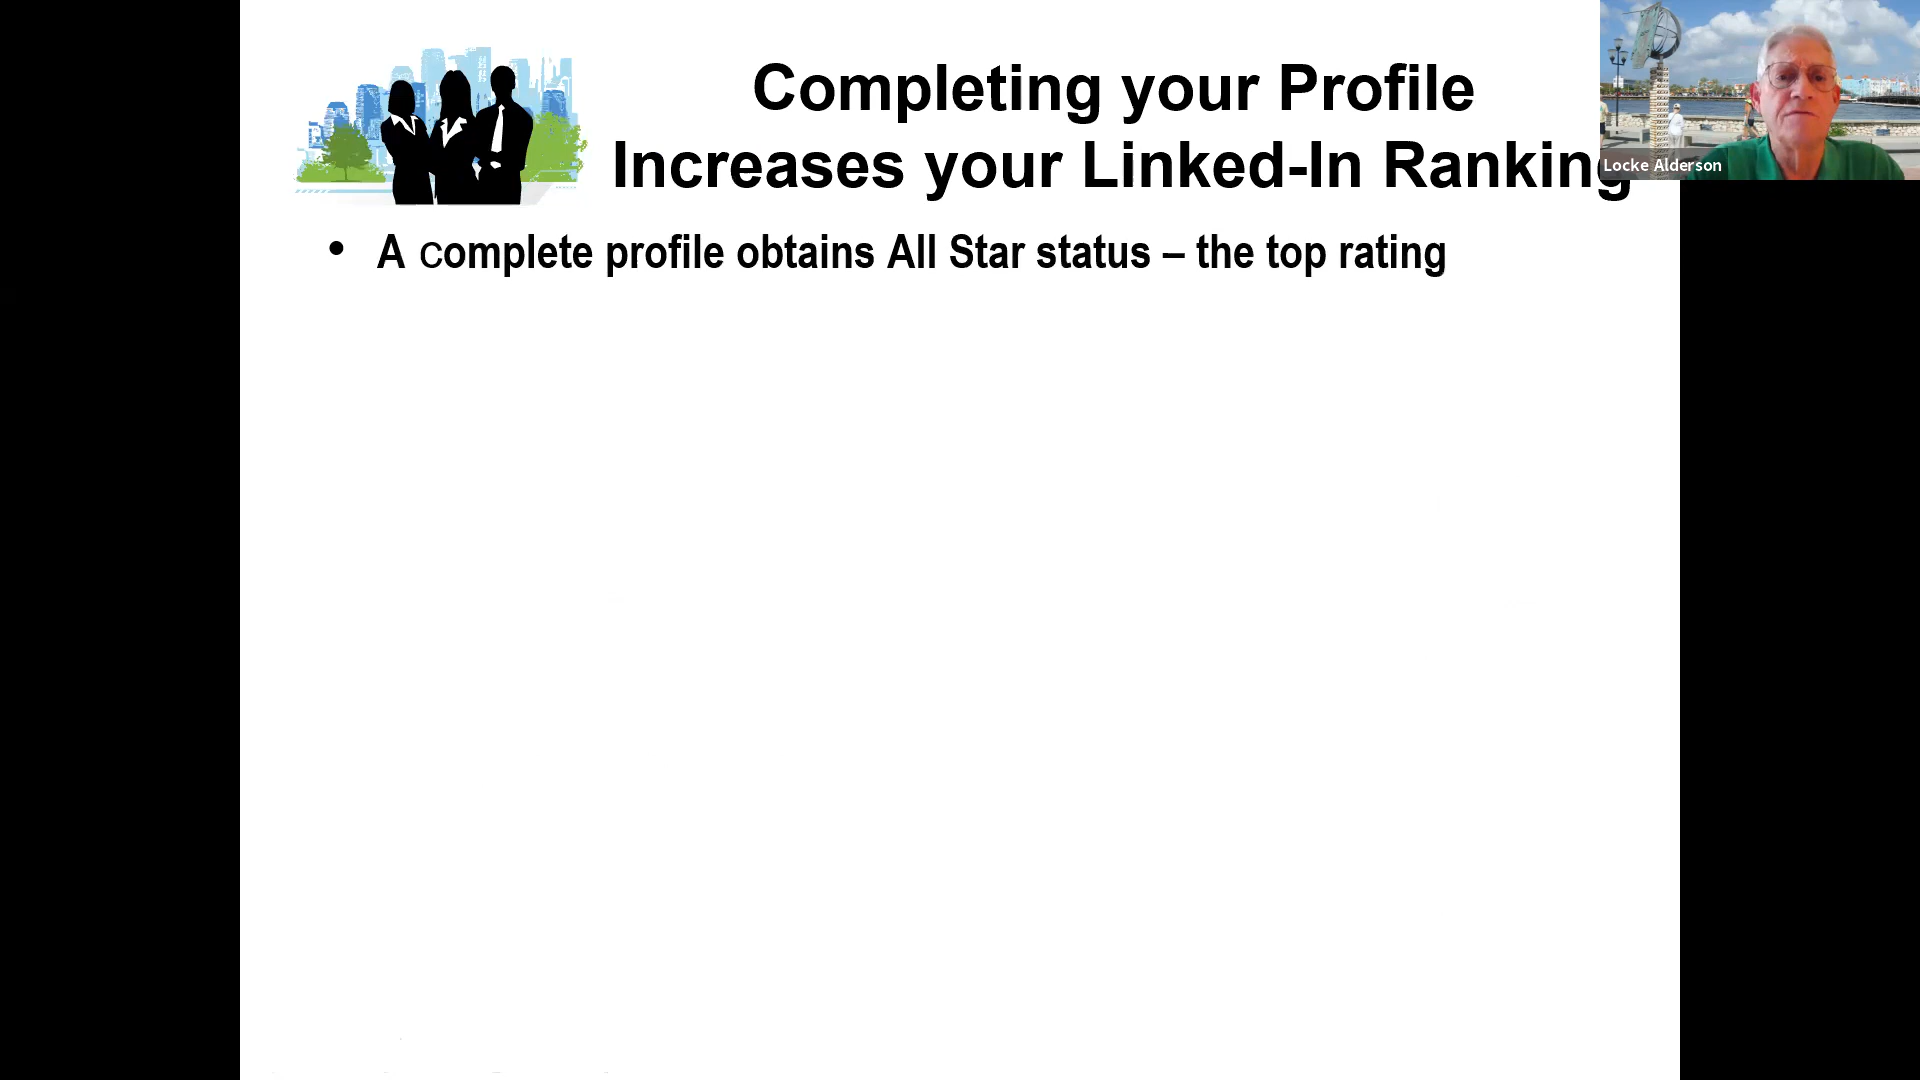 Completing your Profile
Increases your Linked-In Ranking
Locke Alderson
• A complete profile obtains All Star status – the top rating